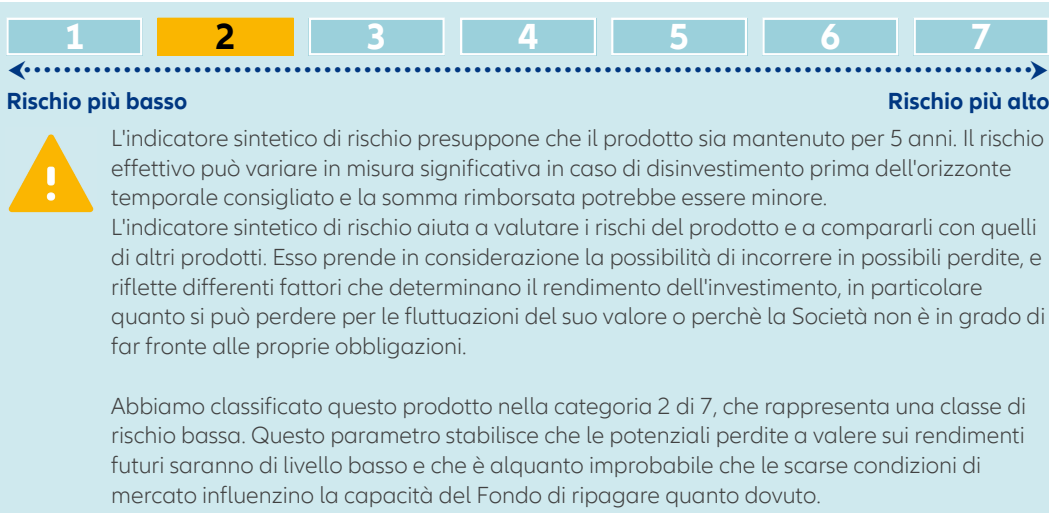 1 2 3 4 5 6 7
Rischio più basso Rischio più alto
L'indicatore sintetico di rischio presuppone che il prodotto sia mantenuto per 5 anni. Il rischio
effettivo può variare in misura significativa in caso di disinvestimento prima dell'orizzonte
temporale consigliato e la somma rimborsata potrebbe essere minore.
L'indicatore sintetico di rischio aiuta a valutare i rischi del prodotto e a compararli con quelli
di altri prodotti. Esso prende in considerazione la possibilità di incorrere in possibili perdite, e
riflette differenti fattori che determinano il rendimento dell'investimento, in particolare
quanto si può perdere per le fluttuazioni del suo valore o perchè la Società non è in grado di
far fronte alle proprie obbligazioni.
Abbiamo classificato questo prodotto nella categoria 2 di 7, che rappresenta una classe di
rischio bassa. Questo parametro stabilisce che le potenziali perdite a valere sui rendimenti
futuri saranno di livello basso e che è alquanto improbabile che le scarse condizioni di
mercato influenzino la capacità del Fondo di ripagare quanto dovuto.